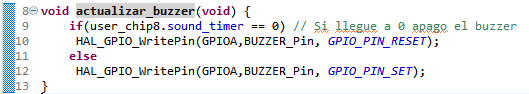 8 void actualizar_buzzer(void) {
9 if(user_chip8.sound_timer == 0) // Si llegue a 0 apago el buzzer
10 HAL_GPIO_WritePin(GPIOA,BUZZER_Pin, GPIO_PIN_RESET);
11 else
12 HAL_GPIO_WritePin(GPIOA,BUZZER_Pin, GPIO_PIN_SET);
13 }